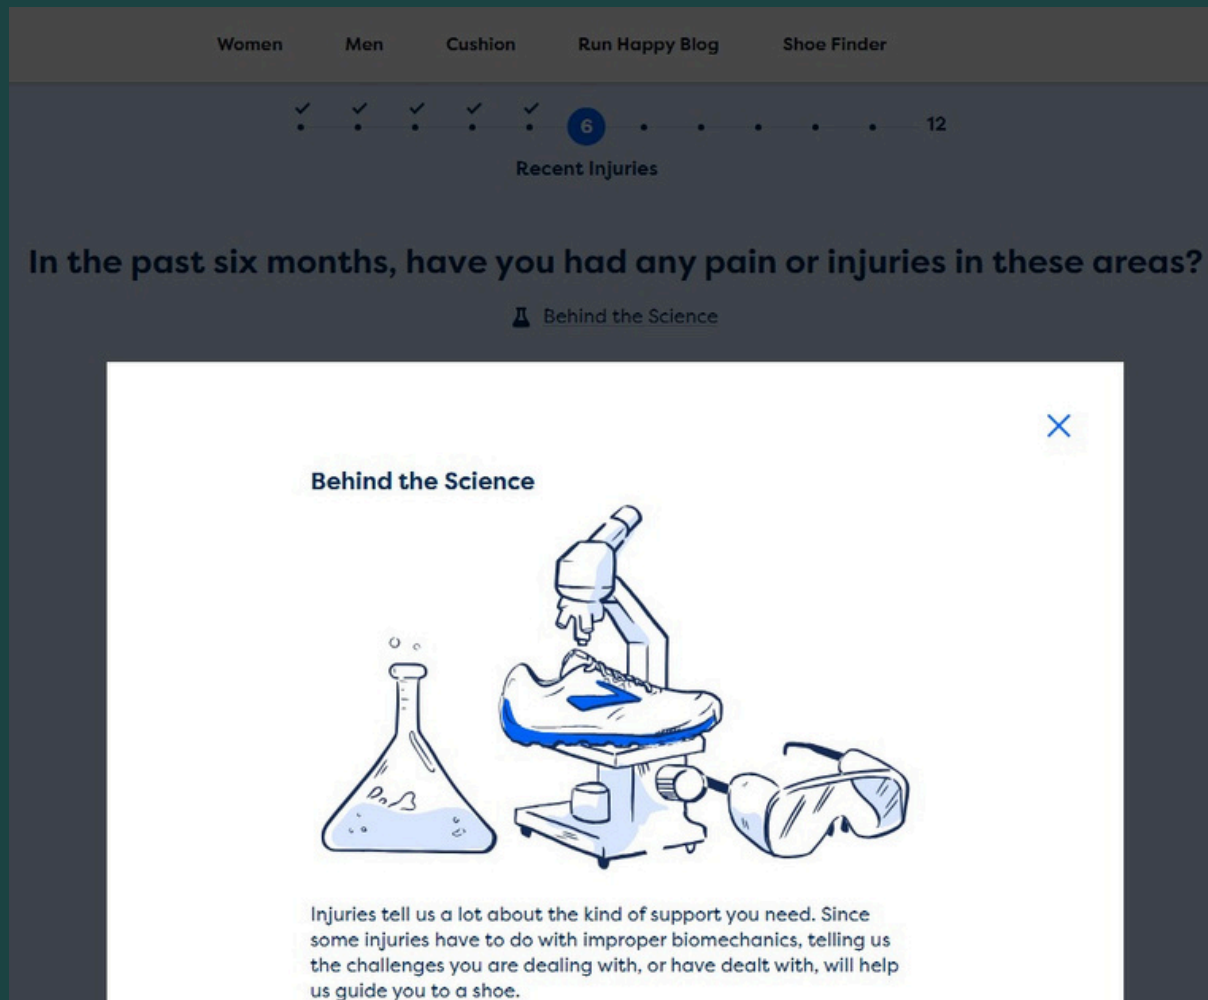 Women Men Cushion Run Happy Blog Shoe Finder
6 12
Recent Injuries
In the past six months, have you had any pain or injuries in these areas?
Behind the Science
Behind the Science
Injuries tell us a lot about the kind of support you need. Since
some injuries have to do with improper biomechanics, telling us
the challenges you are dealing with, or have dealt with, will help
us guide you to a shoe.